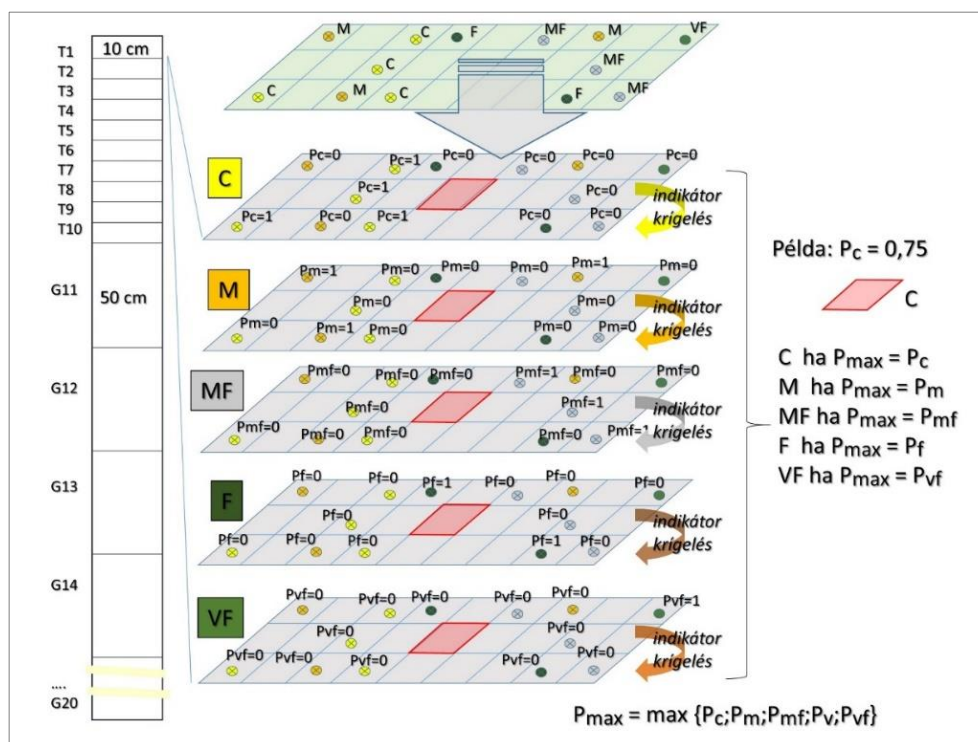 T1
T2
T3
T4
T5
T6
T7
T8
T9
T10
G11
G12
G13
G14
....
G20
10 cm
50 cm
M C F MF M VF
C MF
C M C F MF
C
Pc=0 Pc=1 Pc=0 Pc=0 Pc=0 Pc=0
Pc=1 Pc=0
Pc=1 Pc=0 Pc=1 Pc=0 Pc=0
indikátor
krígelés
M
Pm=1 Pm=0 Pm=0 Pm=0 Pm=1 Pm=0
Pm=0 Pm=0
Pm=0 Pm=1 Pm=0 Pm=0 Pm=0
indikátor
krígelés
MF
Pmf=0 Pmf=0 Pmf=0 Pmf=1 Pmf=0 Pmf=0
Pmf=0 Pmf=1
Pmf=0 Pmf=0 Pmf=0 Pmf=0 Pmf=1
indikátor
krígelés
F
Pf=0 Pf=0 Pf=1 Pf=0 Pf=0 Pf=0
Pf=0 Pf=0
Pf=0 Pf=0 Pf=0 Pf=1 Pf=0
indikátor
krígelés
VF
Pvf=0 Pvf=0 Pvf=0 Pvf=0 Pvf=0 Pvf=1
Pvf=0 Pvf=0
Pvf=0 Pvf=0 Pvf=0 Pvf=0 Pvf=0
indikátor
krígelés
Példa: Pc = 0,75
C
C ha Pmax = Pc
M ha Pmax = Pm
MF ha Pmax = Pmf
F ha Pmax = Pf
VF ha Pmax = Pvf
Pmax = max {Pc;Pm;Pmf;Pv;Pvf}